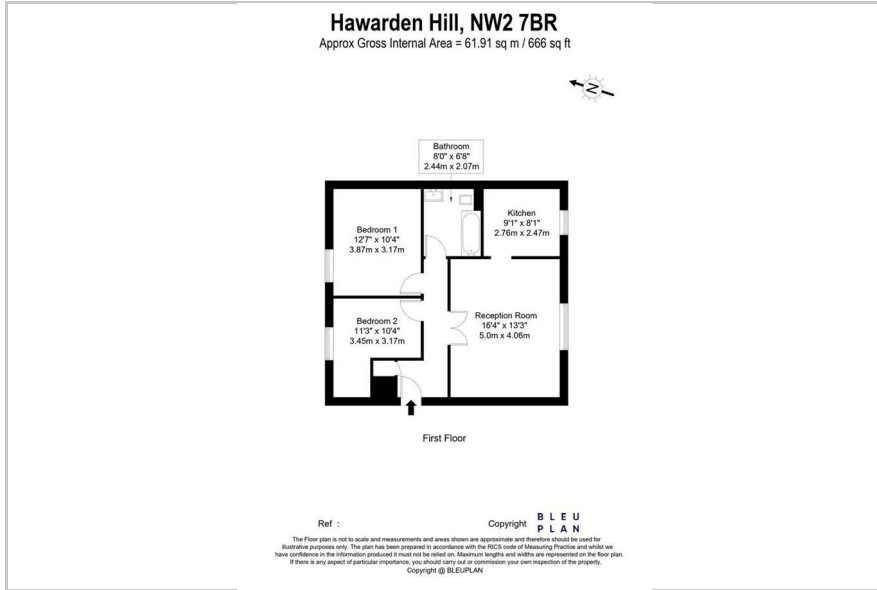 Hawarden Hill, NW2 7BR
Approx Gross Internal Area = 61.91 sq m / 666 sq ft
N
Bathroom
8'0" x 6'8"
2.44m x 2.07m
Kitchen
9'1" x 8'1"
2.76m x 2.47m
Bedroom 1
12'7" x 10'4"
3.87m x 3.17m
Bedroom 2
11'3" x 10'4"
3.45m x 3.17m
Reception Room
16'4" x 13'3"
5.0m x 4.06m
First Floor
Ref :
Copyright
BLEU
PLAN
The Floor plan is not to scale and measurements and areas shown are approximate and therefore should be used for
illustrative purposes only. The plan has been prepared in accordance with the RICS code of Measuring Practice and whilst we
have confidence in the information produced it must not be relied on. Maximum lengths and widths are represented on the floor plan.
If there is any aspect of particular importance, you should carry out or commission your own inspection of the property.
Copyright @ BLEUPLAN